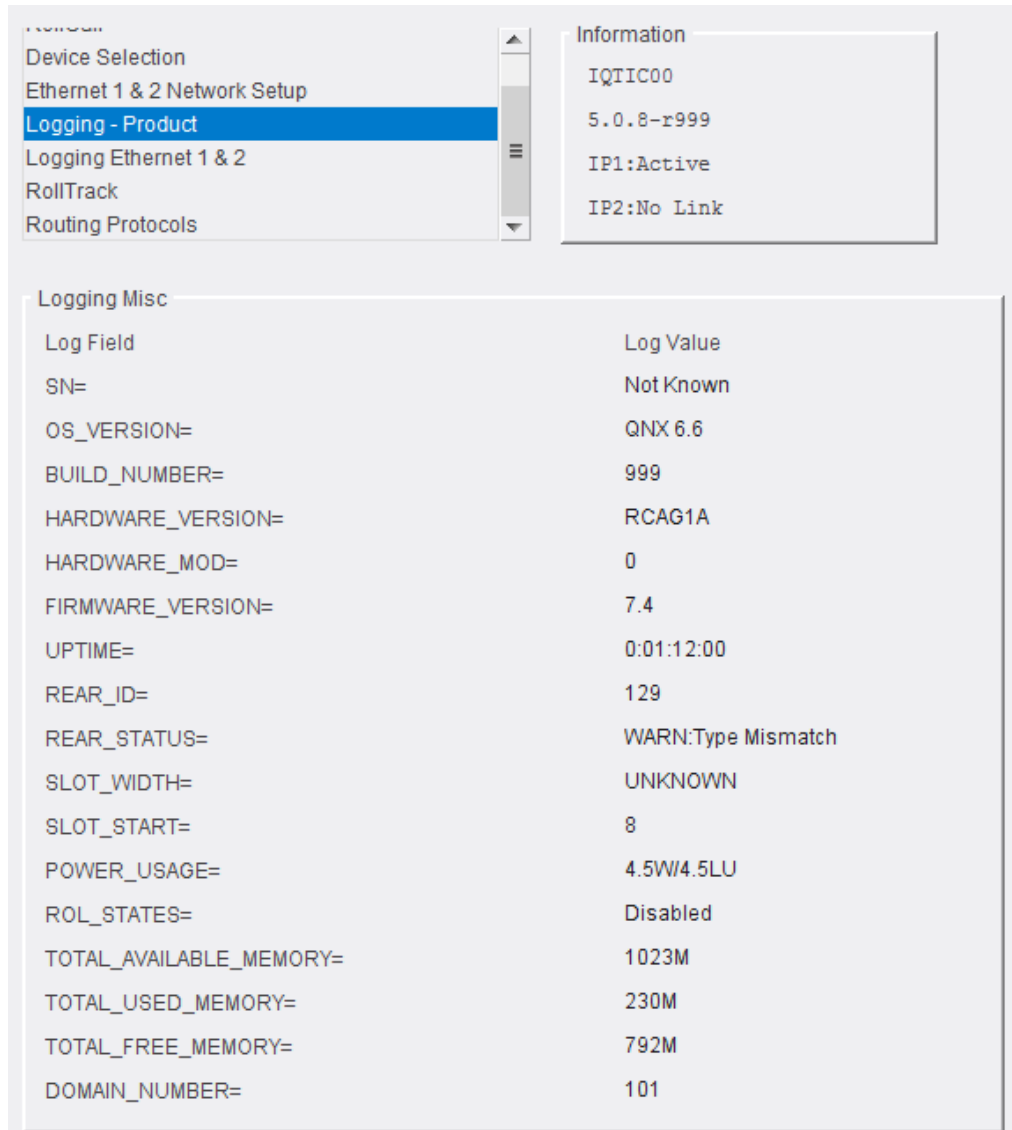 Device Selection
Ethernet 1 & 2 Network Setup
Logging - Product
Logging Ethernet 1 & 2
RollTrack
Routing Protocols
Information
IQTIC00
5.0.8-r999
IP1:Active
IP2:No Link
Logging Misc
Log Field Log Value
SN= Not Known
OS_VERSION= QNX 6.6
BUILD_NUMBER= 999
HARDWARE_VERSION= RCAG1A
HARDWARE_MOD= 0
FIRMWARE_VERSION= 7.4
UPTIME= 0:01:12:00
REAR_ID= 129
REAR_STATUS= WARN:Type Mismatch
SLOT_WIDTH= UNKNOWN
SLOT_START= 8
POWER_USAGE= 4.5W/4.5LU
ROL_STATES= Disabled
TOTAL_AVAILABLE_MEMORY= 1023M
TOTAL_USED_MEMORY= 230M
TOTAL_FREE_MEMORY= 792M
DOMAIN_NUMBER= 101